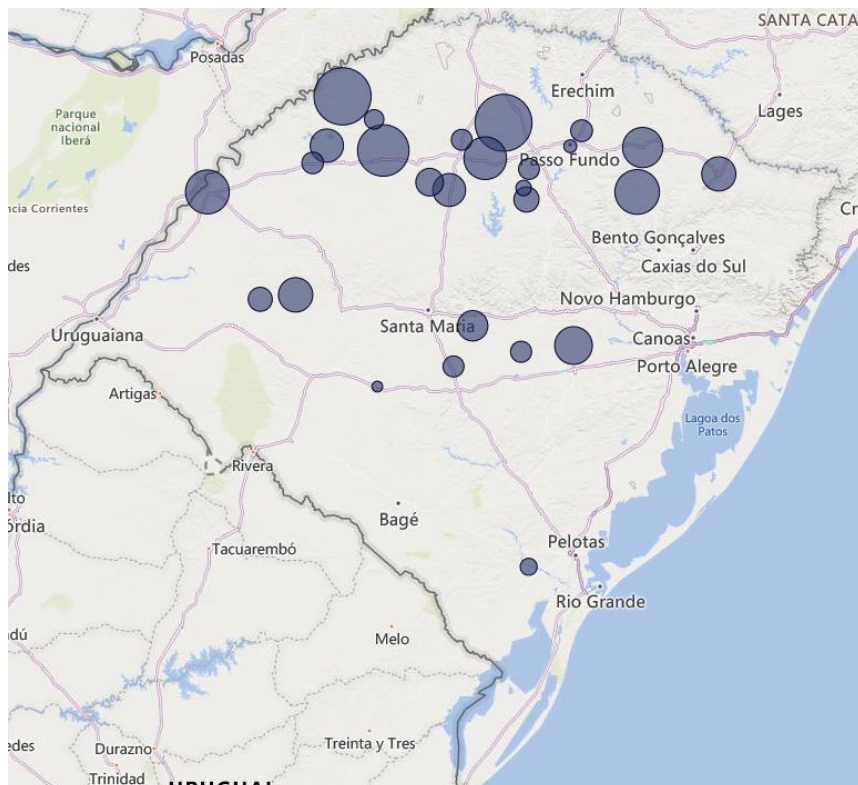 SANTA CATA
Posadas
Erechim
Lages
Parque
nacional
Iberá
Passo Fundo
ncia Corrientes
Cr
Bento Gonçalves
des
Caxias do Sul
Novo Hamburgo
Uruguaiana
Santa Maria
Canoas
Porto Alegre
Artigas
Lagoa dos
Patos
Rivera
lto
Bagé
órdia
Tacuarembó
Pelotas
Rio Grande
dú
Melo
edes
Durazno
Treinta y Tres
Trinidad